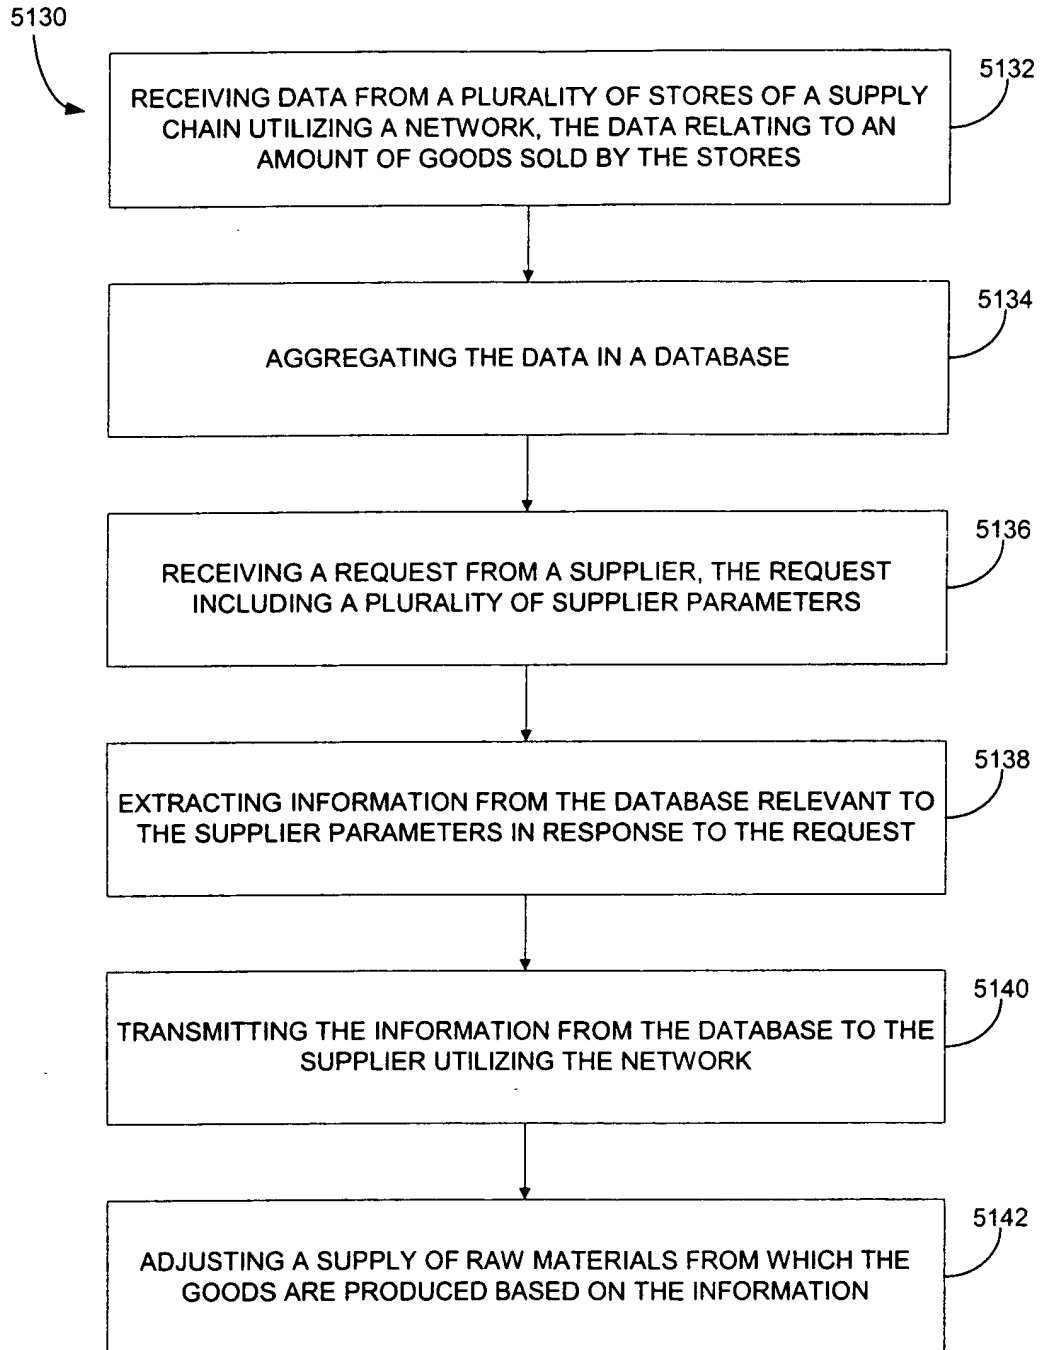 5130
5132
RECEIVING DATA FROM A PLURALITY OF STORES OF A SUPPLY
CHAIN UTILIZING A NETWORK, THE DATA RELATING TO AN
AMOUNT OF GOODS SOLD BY THE STORES
5134
AGGREGATING THE DATA IN A DATABASE
5136
RECEIVING A REQUEST FROM A SUPPLIER, THE REQUEST
INCLUDING A PLURALITY OF SUPPLIER PARAMETERS
5138
EXTRACTING INFORMATION FROM THE DATABASE RELEVANT TO
THE SUPPLIER PARAMETERS IN RESPONSE TO THE REQUEST
5140
TRANSMITTING THE INFORMATION FROM THE DATABASE TO THE
SUPPLIER UTILIZING THE NETWORK
5142
ADJUSTING A SUPPLY OF RAW MATERIALS FROM WHICH THE
GOODS ARE PRODUCED BASED ON THE INFORMATION